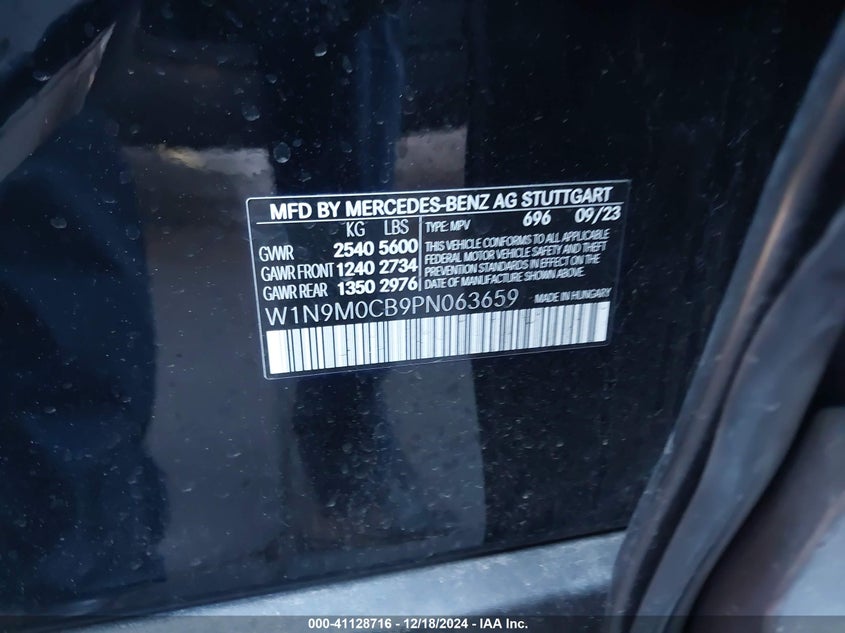 MFD BY MERCEDES-BENZ AG STUTTGART
KG LBS TYPE: MPV 696 09/23
GVWR 2540 5600
GAWR FRONT 1240 2734
GAWR REAR 1350 2976
THIS VEHICLE CONFORMS TO ALL APPLICABLE
FEDERAL MOTOR VEHICLE SAFETY AND THEFT
PREVENTION STANDARDS IN EFFECT ON THE
DATE OF MANUFACTURE SHOWN ABOVE.
W1N9M0CB9PN063659 MADE IN HUNGARY
000-41128716 - 12/18/2024 - IAA Inc.